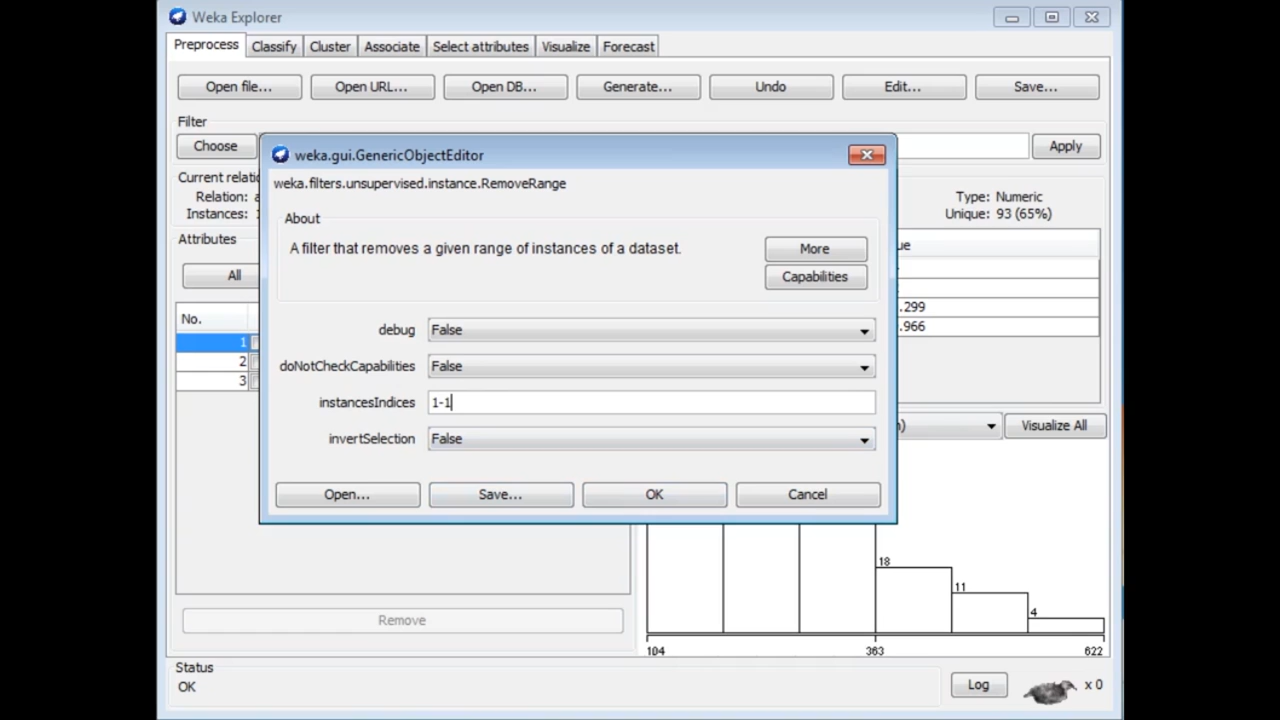 Weka Explorer
Preprocess Classify Cluster Associate Select attributes Visualize Forecast
Open file... Open URL... Open DB... Generate... Undo Edit... Save...
Filter
Choose Apply
weka.gui.GenericObjectEditor
weka.filters.unsupervised.instance.RemoveRange
About
A filter that removes a given range of instances of a dataset.
More
Capabilities
debug False
doNotCheckCapabilities False
instancesIndices 1-1
invertSelection False
Open... Save... OK Cancel
Current
Relation:
Instances:
Type: Numeric
Unique: 93 (65%)
Attributes
All
No.
1
2
3
.299
.966
Visualize All
18
11
4
104 363 622
Remove
Status
OK
Log x 0